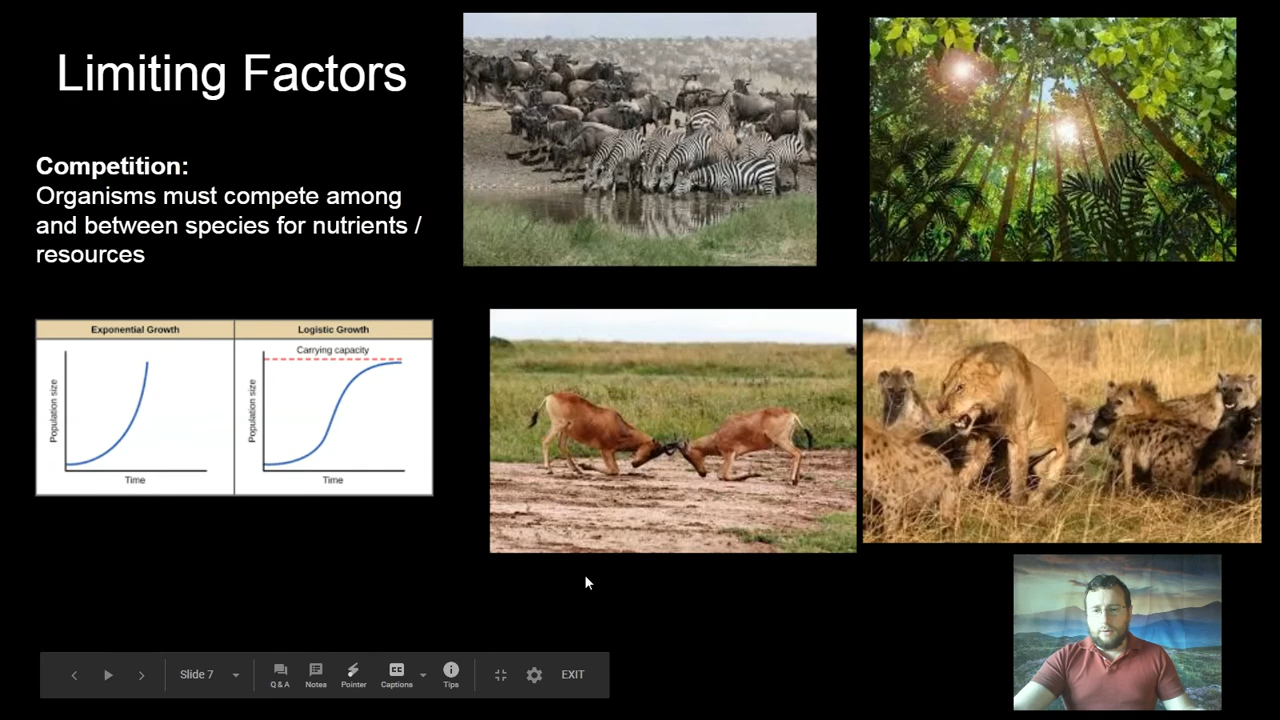 Limiting Factors
Competition:
Organisms must compete among
and between species for nutrients /
resources
Exponential Growth
Logistic Growth
Population size
Time
Carrying capacity
Population size
Time
Slide 7
Q & A
Notes
Pointer
CC
Captions
Tips
EXIT